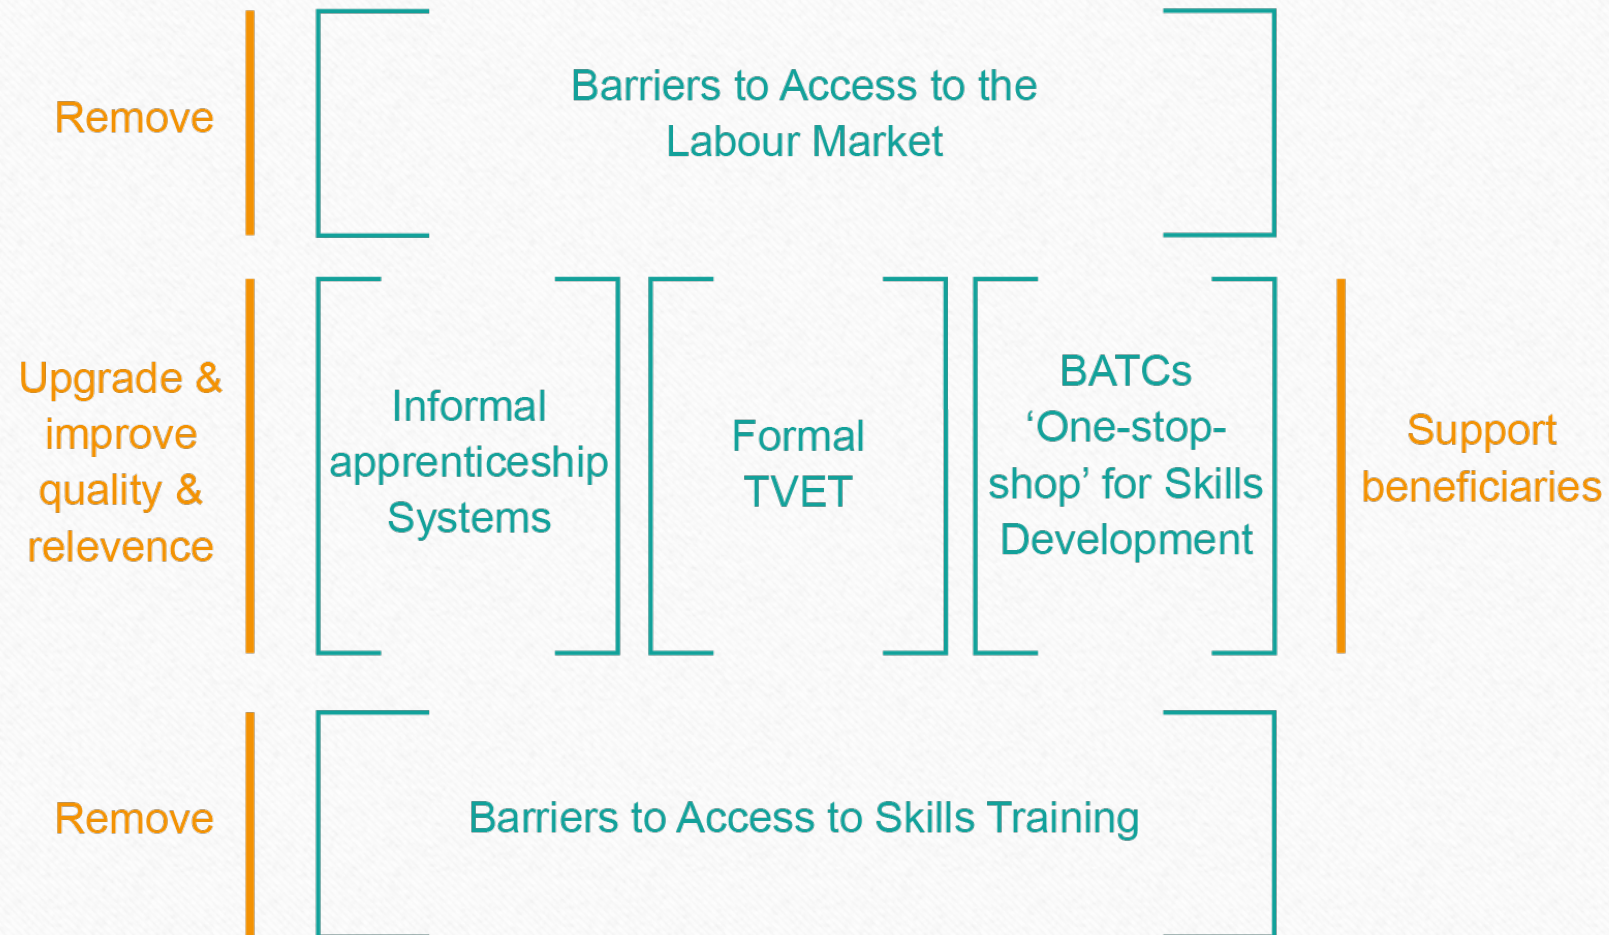 Remove
Barriers to Access to the
Labour Market
Upgrade &
improve
quality &
relevence
Informal
apprenticeship
Systems
Formal
TVET
BATCs
‘One-stop-
shop’ for Skills
Development
Support
beneficiaries
Remove
Barriers to Access to Skills Training